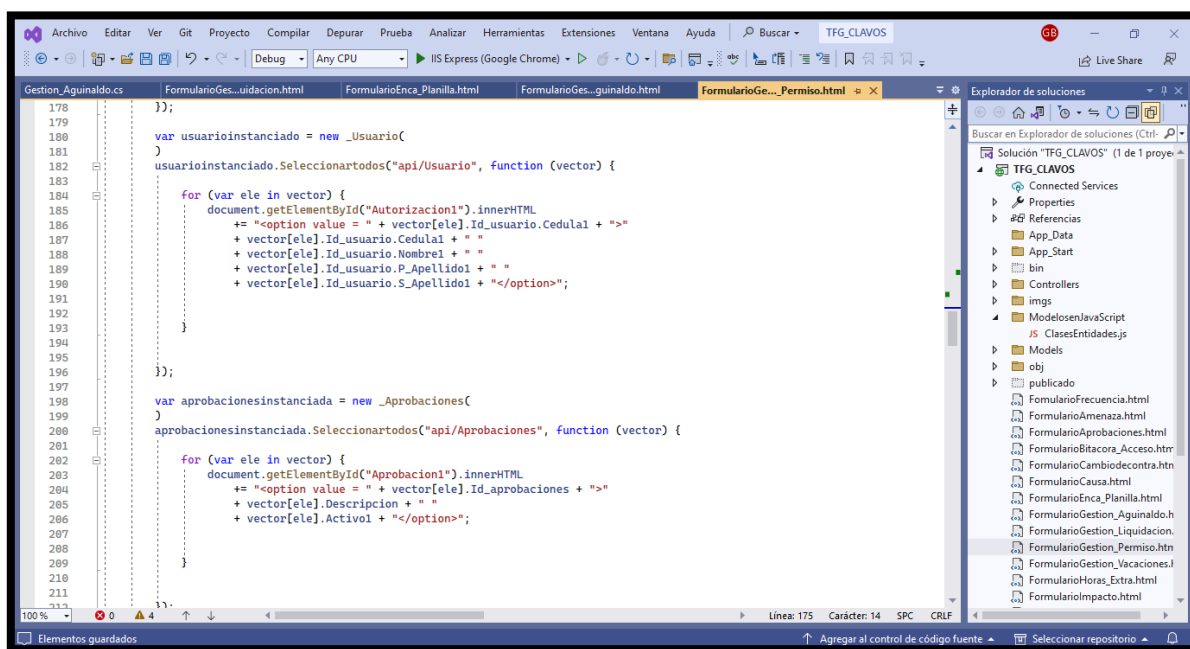 Archivo Editar Ver Git Proyecto Compilar Depurar Prueba Analizar Herramientas Extensiones Ventana Ayuda Buscar TFG_CLAVOS GB
Debug Any CPU IIS Express (Google Chrome) Live Share
Gestion_Aguinaldo.cs FormularioGes...uidacion.html FormularioEnca_Planilla.html FormularioGes...guinaldo.html FormularioGe..._Permiso.html
178 });
179
180 var usuarioinstanciado = new _Usuario(
181 )
182 usuarioinstanciado.Seleccionartodos("api/Usuario", function (vector) {
183
184 for (var ele in vector) {
185 document.getElementById("Autorizacion1").innerHTML
186 += "<option value = " + vector[ele].Id_usuario.Cedula1 + ">"
187 + vector[ele].Id_usuario.Cedula1 + " "
188 + vector[ele].Id_usuario.Nombre1 + " "
189 + vector[ele].Id_usuario.P_Apellido1 + " "
190 + vector[ele].Id_usuario.S_Apellido1 + "</option>";
191
192
193 }
194
195
196 });
197
198 var aprobacionesinstanciada = new _Aprobaciones(
199 )
200 aprobacionesinstanciada.Seleccionartodos("api/Aprobaciones", function (vector) {
201
202 for (var ele in vector) {
203 document.getElementById("Aprobacion1").innerHTML
204 += "<option value = " + vector[ele].Id_aprobaciones + ">"
205 + vector[ele].Descripcion + " "
206 + vector[ele].Activo1 + "</option>";
207
208
209 }
210
211
212 });
100 % 0 4 Línea: 175 Carácter: 14 SPC CRLF
Explorador de soluciones
Buscar en Explorador de soluciones (Ctrl-
Solución "TFG_CLAVOS" (1 de 1 proye
TFG_CLAVOS
Connected Services
Properties
Referencias
App_Data
App_Start
bin
Controllers
imgs
ModelosenJavaScript
JS ClasesEntidades.js
Models
obj
publicado
FomularioFrecuencia.html
FormularioAmenaza.html
FormularioAprobaciones.html
FormularioBitacora_Acceso.htm
FormularioCambiodecontra.htn
FormularioCausa.html
FormularioEnca_Planilla.html
FormularioGestion_Aguinaldo.h
FormularioGestion_Liquidacion.
FormularioGestion_Permiso.htm
FormularioGestion_Vacaciones.h
FormularioHoras_Extra.html
FormularioImpacto.html
Elementos guardados Agregar al control de código fuente Seleccionar repositorio